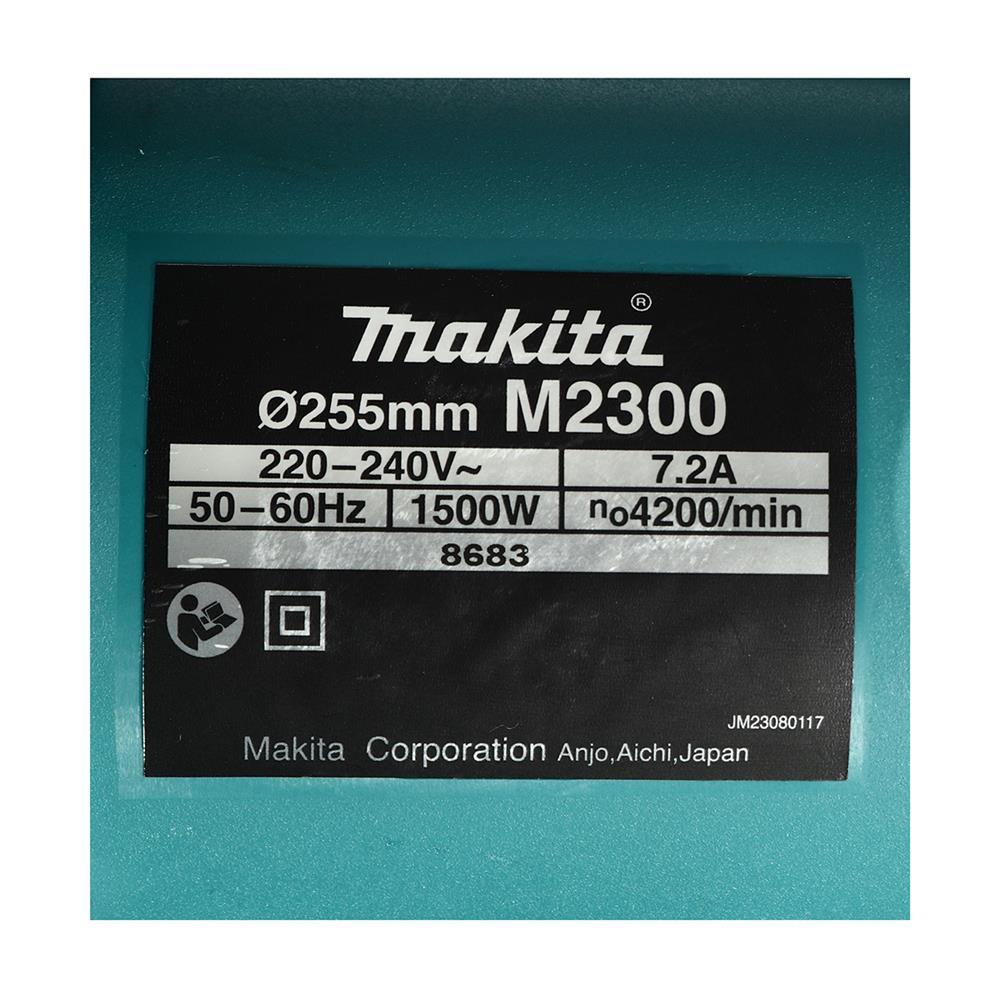 makita®
Ø255mm M2300
220–240V~ 7.2A
50–60Hz 1500W no4200/min
8683
JM23080117
Makita Corporation Anjo,Aichi,Japan